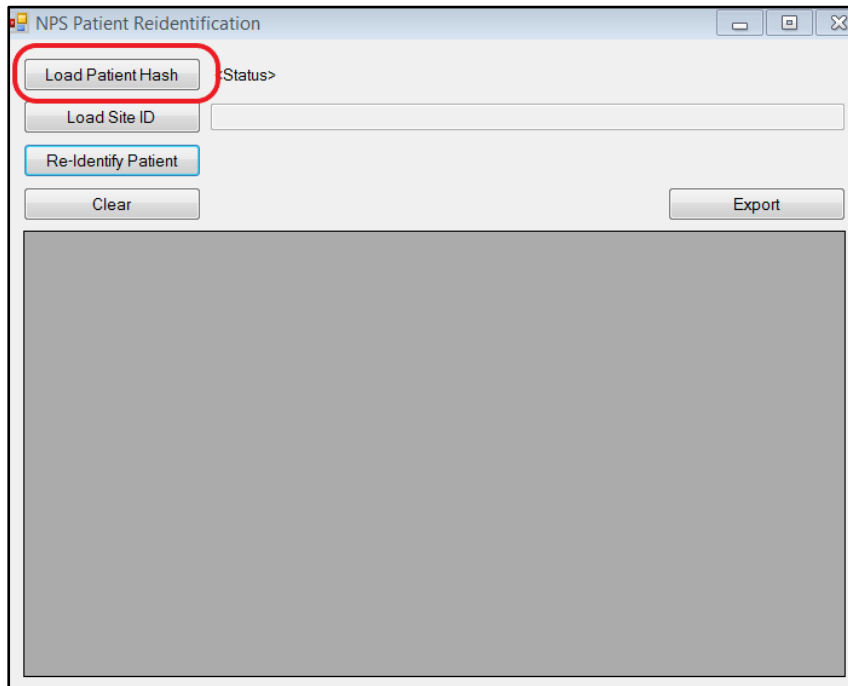 NPS Patient Reidentification
Load Patient Hash <Status>
Load Site ID
Re-Identify Patient
Clear Export